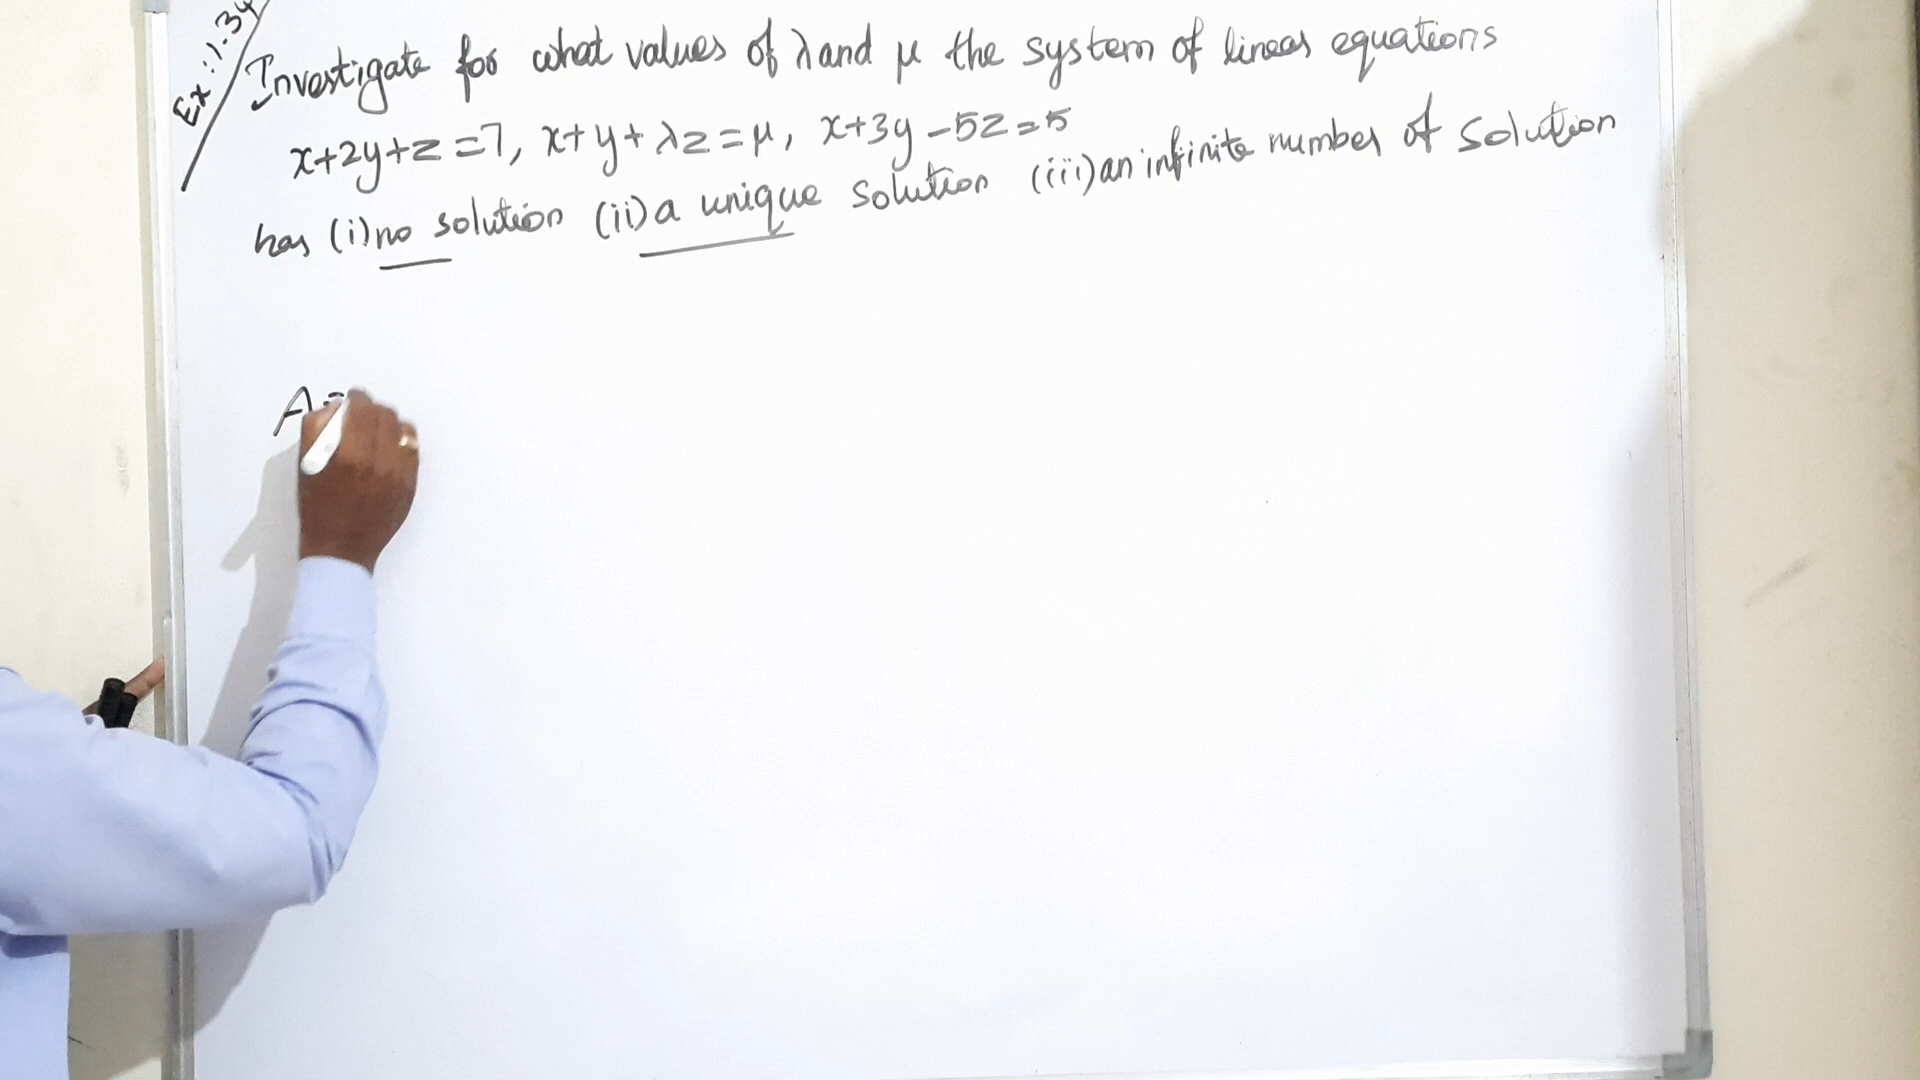 Ex:1.34
Investigate for what values of λ and μ the system of linear equations
x+2y+z=7, x+y+λz=μ, x+3y-5z=5
has (i) no solution (ii) a unique solution (iii) an infinite number of solution
A=